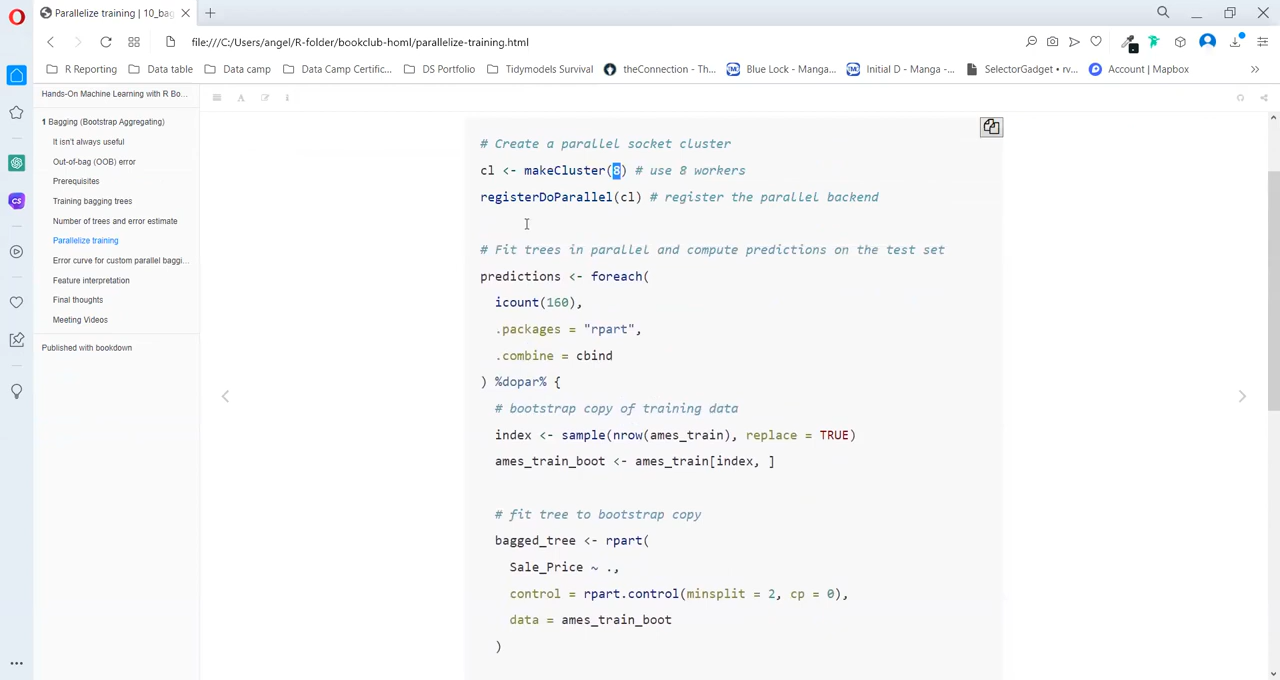 Parallelize training | 10_bag
file:///C:/Users/angel/R-folder/bookclub-homl/parallelize-training.html
R Reporting
Data table
Data camp
Data Camp Certific...
DS Portfolio
Tidymodels Survival
theConnection - Th...
Blue Lock - Manga...
Initial D - Manga -...
SelectorGadget • rv...
Account | Mapbox
Hands-On Machine Learning with R Bo...
1 Bagging (Bootstrap Aggregating)
It isn't always useful
Out-of-bag (OOB) error
Prerequisites
Training bagging trees
Number of trees and error estimate
Parallelize training
Error curve for custom parallel baggi...
Feature interpretation
Final thoughts
Meeting Videos
Published with bookdown
# Create a parallel socket cluster
cl <- makeCluster(8) # use 8 workers
registerDoParallel(cl) # register the parallel backend
# Fit trees in parallel and compute predictions on the test set
predictions <- foreach(
icount(160),
.packages = "rpart",
.combine = cbind
) %dopar% {
# bootstrap copy of training data
index <- sample(nrow(ames_train), replace = TRUE)
ames_train_boot <- ames_train[index, ]
# fit tree to bootstrap copy
bagged_tree <- rpart(
Sale_Price ~ .,
control = rpart.control(minsplit = 2, cp = 0),
data = ames_train_boot
)